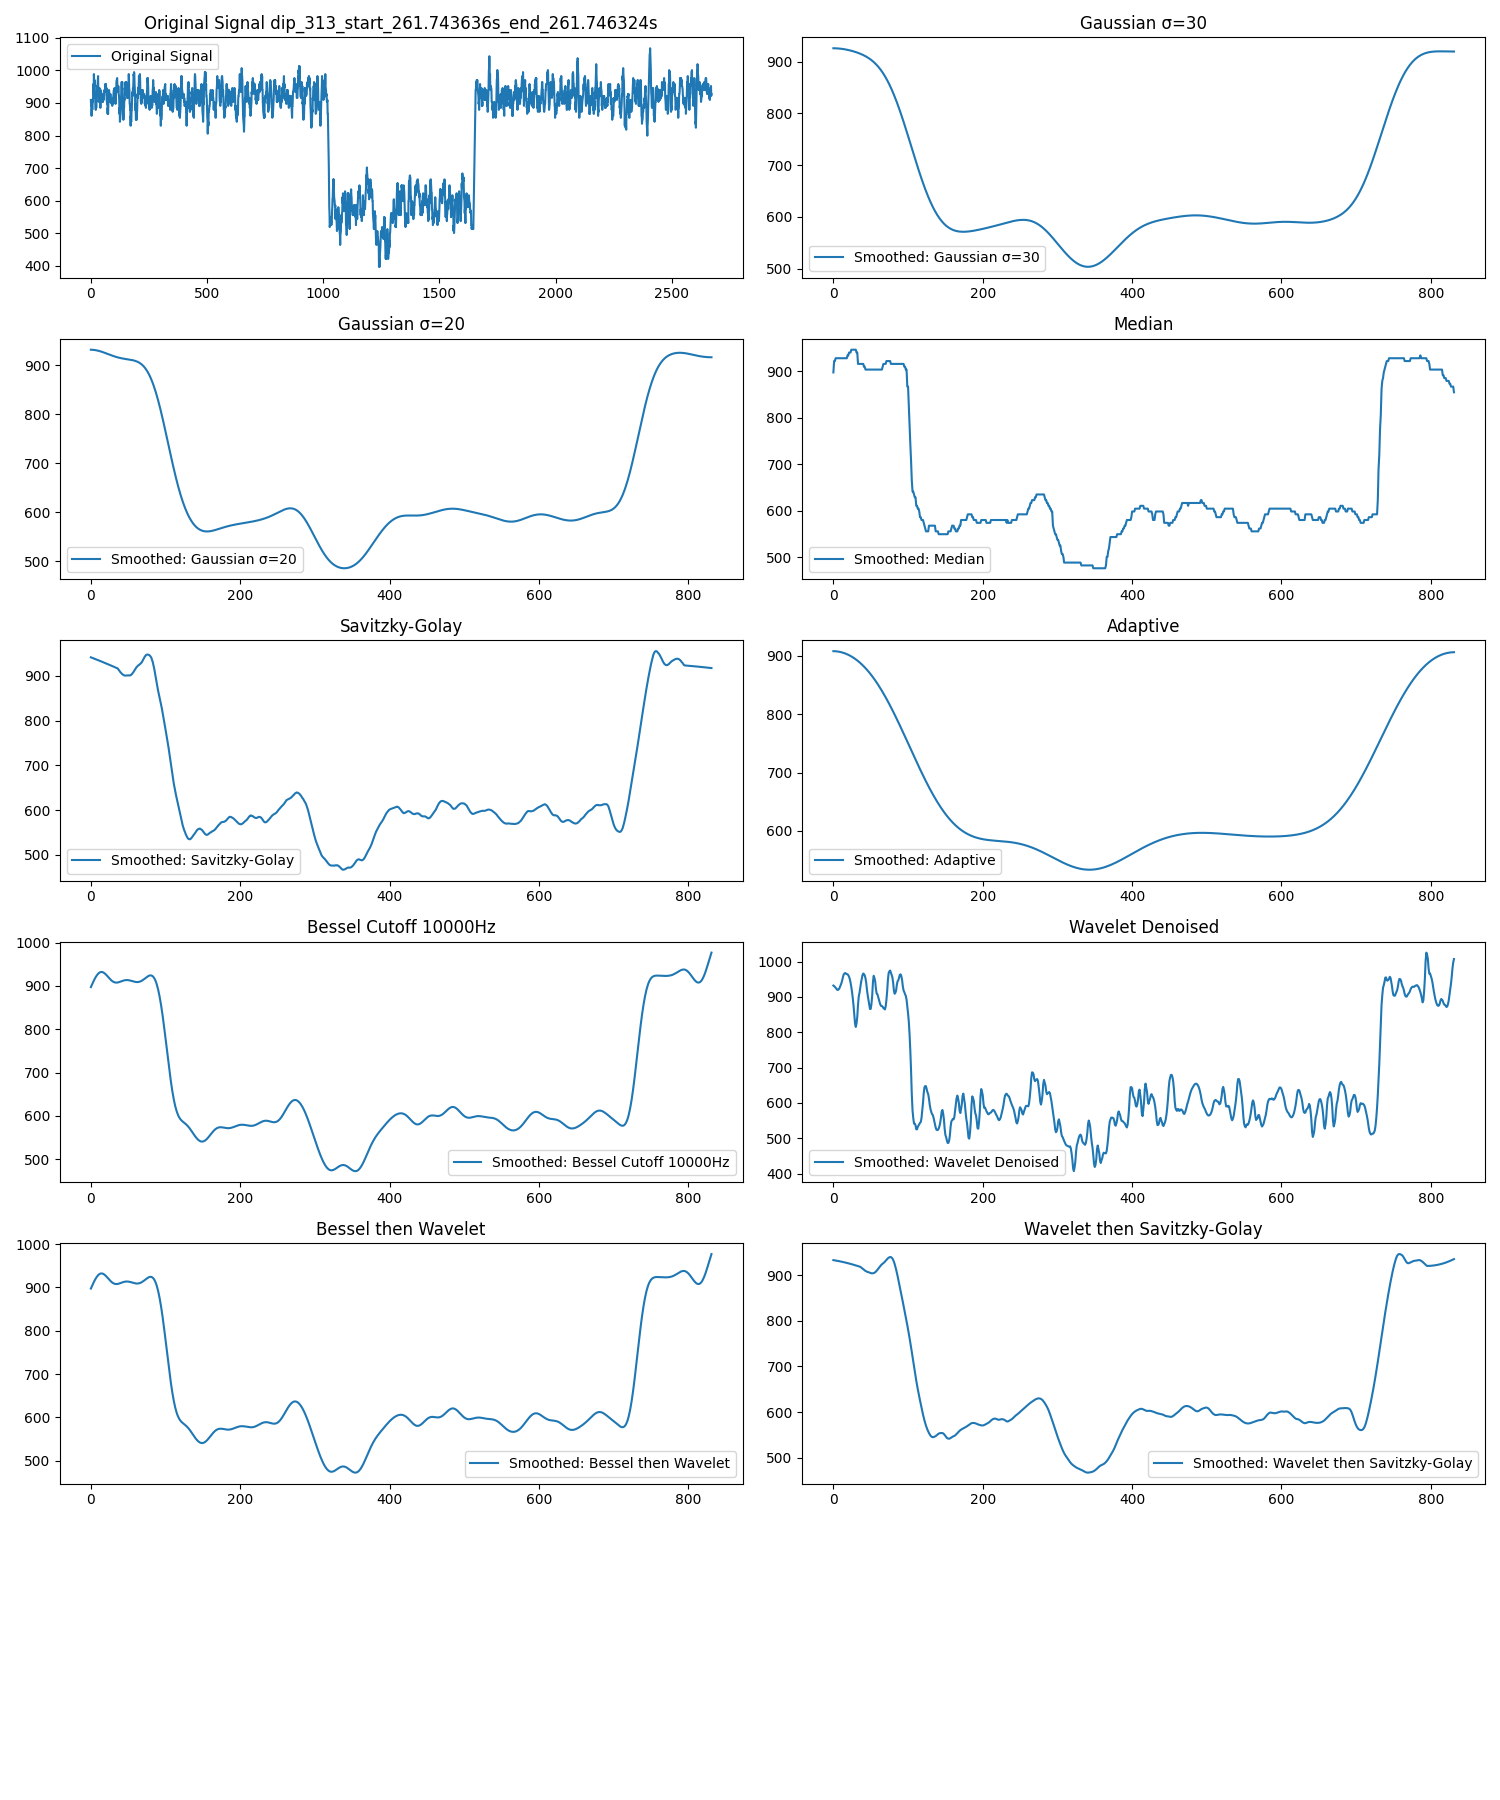 Original Signal dip_313_start_261.743636s_end_261.746324s
Original Signal
1100
1000
900
800
700
600
500
400
0 500 1000 1500 2000 2500
Gaussian σ=30
900
800
700
600
500
Smoothed: Gaussian σ=30
0 200 400 600 800
Gaussian σ=20
900
800
700
600
500
Smoothed: Gaussian σ=20
0 200 400 600 800
Median
900
800
700
600
500
Smoothed: Median
0 200 400 600 800
Savitzky-Golay
900
800
700
600
500
Smoothed: Savitzky-Golay
0 200 400 600 800
Adaptive
900
800
700
600
Smoothed: Adaptive
0 200 400 600 800
Bessel Cutoff 10000Hz
1000
900
800
700
600
500
Smoothed: Bessel Cutoff 10000Hz
0 200 400 600 800
Wavelet Denoised
1000
900
800
700
600
500
400
Smoothed: Wavelet Denoised
0 200 400 600 800
Bessel then Wavelet
1000
900
800
700
600
500
Smoothed: Bessel then Wavelet
0 200 400 600 800
Wavelet then Savitzky-Golay
900
800
700
600
500
Smoothed: Wavelet then Savitzky-Golay
0 200 400 600 800